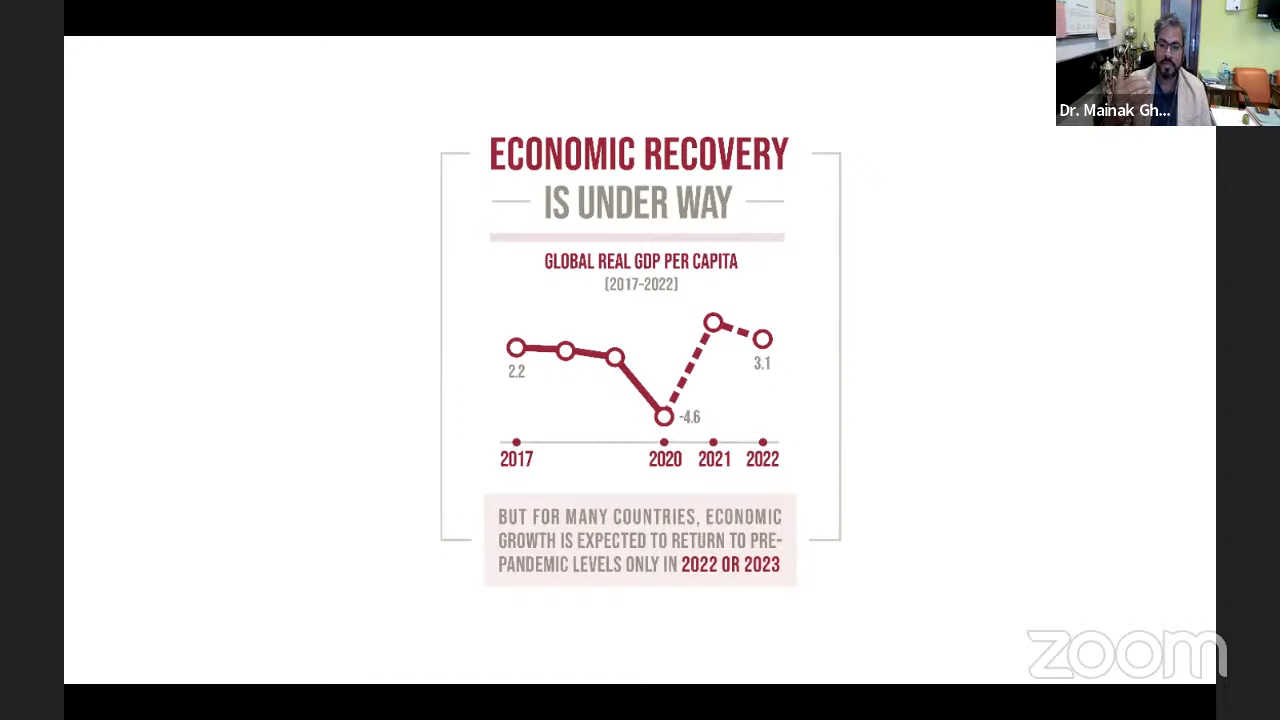 Dr. Mainak Gh...
ECONOMIC RECOVERY
IS UNDER WAY
GLOBAL REAL GDP PER CAPITA
(2017-2022)
2.2
-4.6
3.1
2017 2020 2021 2022
BUT FOR MANY COUNTRIES, ECONOMIC
GROWTH IS EXPECTED TO RETURN TO PRE-
PANDEMIC LEVELS ONLY IN 2022 OR 2023
zoom